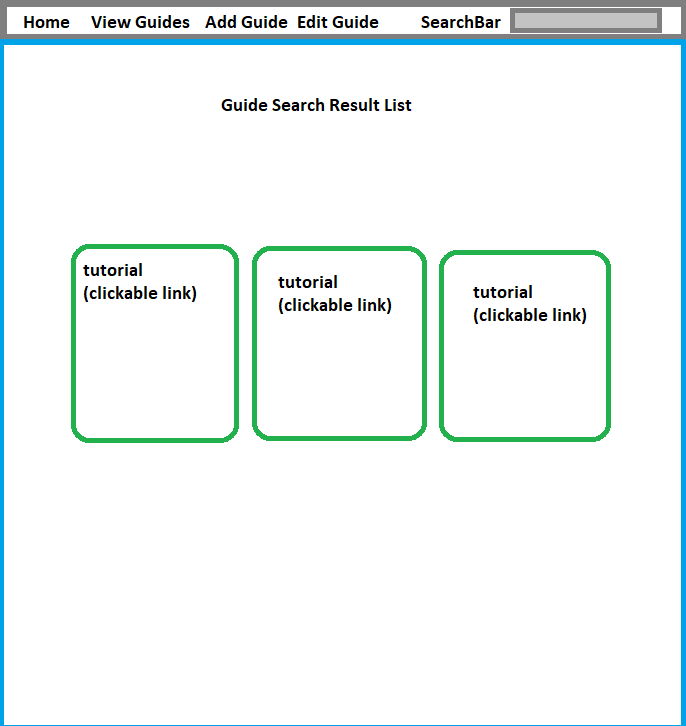 Home View Guides Add Guide Edit Guide SearchBar
Guide Search Result List
tutorial
(clickable link)
tutorial
(clickable link)
tutorial
(clickable link)